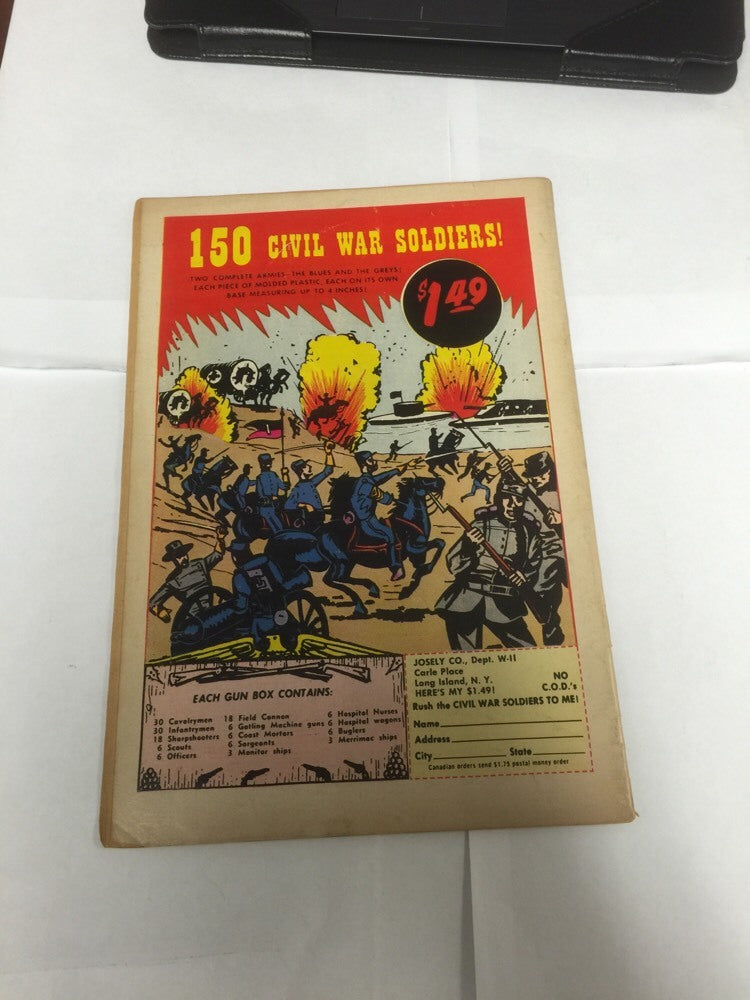 150 CIVIL WAR SOLDIERS!
TWO COMPLETE ARMIES—THE BLUES AND THE GREYS!
EACH PIECE OF MOLDED PLASTIC, EACH ON ITS OWN
BASE MEASURING UP TO 4 INCHES!
$1 49
EACH GUN BOX CONTAINS:
30 Cavalrymen
30 Infantrymen
18 Sharpshooters
6 Scouts
6 Officers
18 Field Cannon
6 Gatling Machine guns
6 Coast Mortars
6 Sergeants
3 Monitor ships
6 Hospital Nurses
6 Hospital wagons
6 Buglers
3 Merrimac ships
JOSELY CO., Dept. W-11
Carle Place
Long Island, N. Y.
HERE'S MY $1.49!
NO
C.O.D.'s
Rush the CIVIL WAR SOLDIERS TO ME!
Name
Address
City State
Canadian orders send $1.75 postal money order